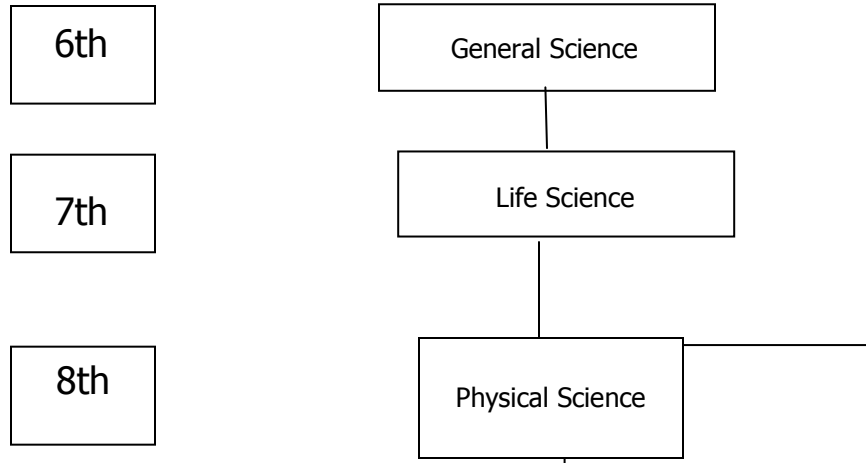 6th
General Science
7th
Life Science
8th
Physical Science